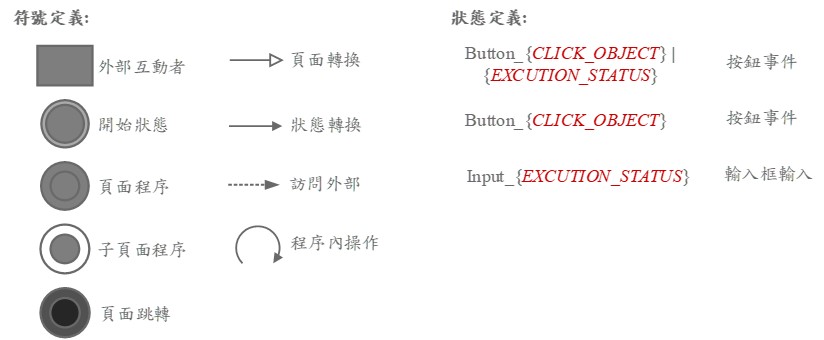 符號定義:
外部互動者
開始狀態
頁面程序
子頁面程序
頁面跳轉
頁面轉換
狀態轉換
訪問外部
程序內操作
狀態定義:
Button_{CLICK_OBJECT} |
{EXCUTION_STATUS}
按鈕事件
Button_{CLICK_OBJECT}
按鈕事件
Input_{EXCUTION_STATUS}
輸入框輸入